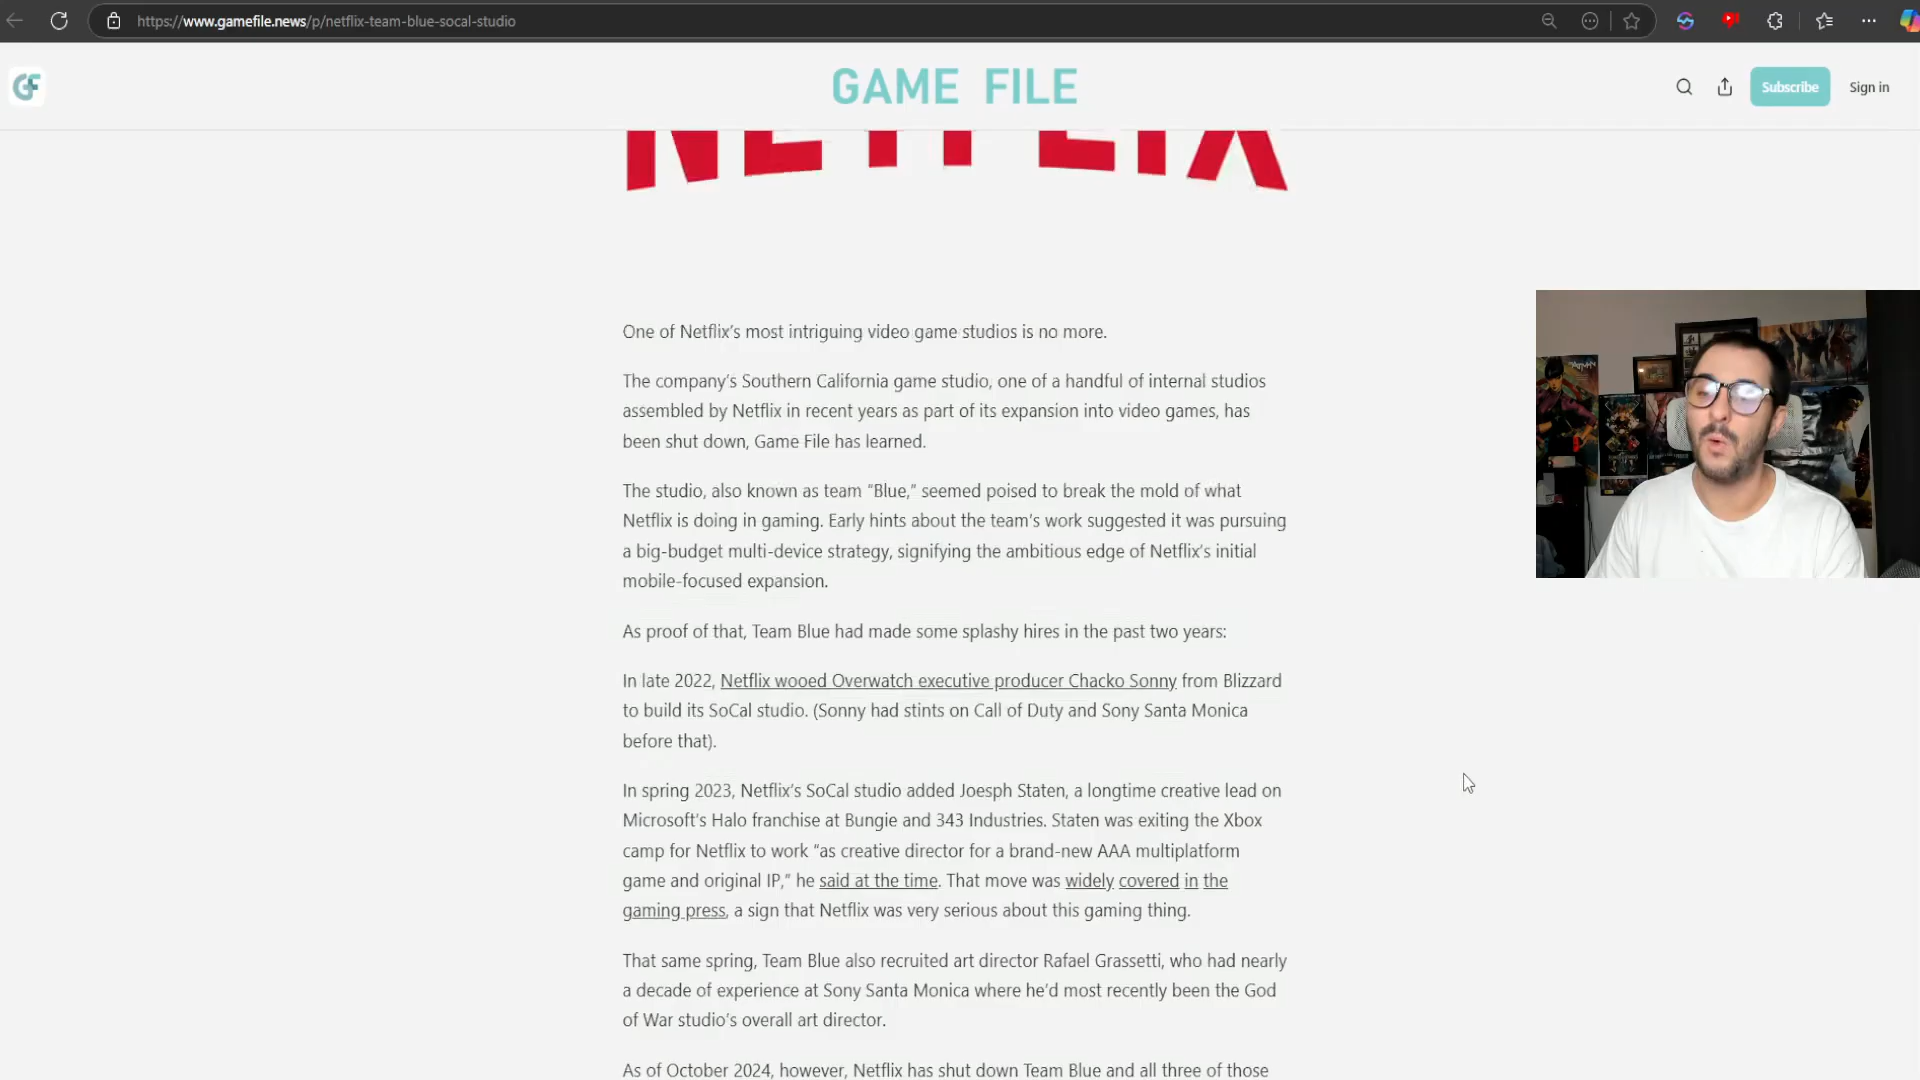 https://www.gamefile.news/p/netflix-team-blue-socal-studio
GF
GAME FILE
Subscribe
Sign in
NETFLIX
One of Netflix's most intriguing video game studios is no more.
The company's Southern California game studio, one of a handful of internal studios
assembled by Netflix in recent years as part of its expansion into video games, has
been shut down, Game File has learned.
The studio, also known as team “Blue,” seemed poised to break the mold of what
Netflix is doing in gaming. Early hints about the team's work suggested it was pursuing
a big-budget multi-device strategy, signifying the ambitious edge of Netflix's initial
mobile-focused expansion.
As proof of that, Team Blue had made some splashy hires in the past two years:
In late 2022, Netflix wooed Overwatch executive producer Chacko Sonny from Blizzard
to build its SoCal studio. (Sonny had stints on Call of Duty and Sony Santa Monica
before that).
In spring 2023, Netflix's SoCal studio added Joesph Staten, a longtime creative lead on
Microsoft's Halo franchise at Bungie and 343 Industries. Staten was exiting the Xbox
camp for Netflix to work “as creative director for a brand-new AAA multiplatform
game and original IP,” he said at the time. That move was widely covered in the
gaming press, a sign that Netflix was very serious about this gaming thing.
That same spring, Team Blue also recruited art director Rafael Grassetti, who had nearly
a decade of experience at Sony Santa Monica where he'd most recently been the God
of War studio's overall art director.
As of October 2024, however, Netflix has shut down Team Blue and all three of those